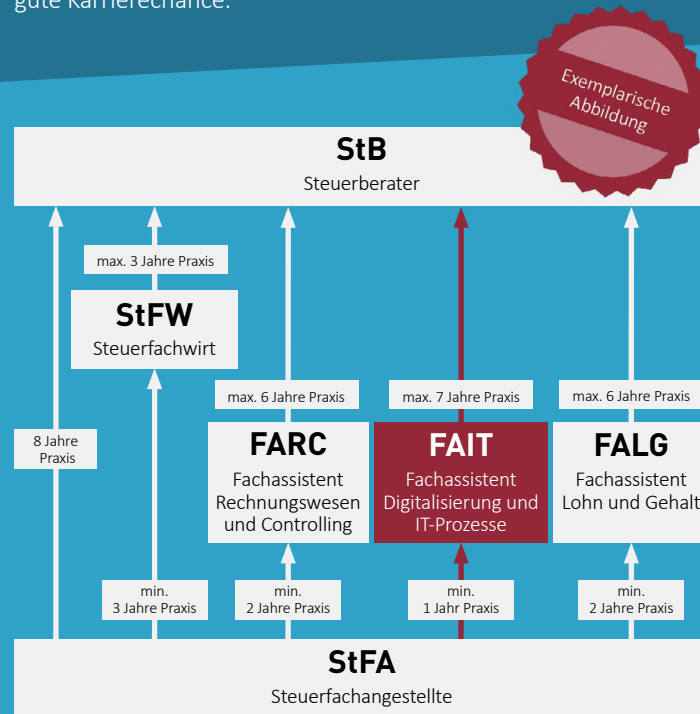 gute Karrierechance.
Exemplarische
Abbildung
StB
Steuerberater
max. 3 Jahre Praxis
StFW
Steuerfachwirt
max. 6 Jahre Praxis
max. 7 Jahre Praxis
max. 6 Jahre Praxis
8 Jahre
Praxis
FARC
Fachassistent
Rechnungswesen
und Controlling
FAIT
Fachassistent
Digitalisierung und
IT-Prozesse
FALG
Fachassistent
Lohn und Gehalt
min.
3 Jahre Praxis
min.
2 Jahre Praxis
min.
1 Jahr Praxis
min.
2 Jahre Praxis
StFA
Steuerfachangestellte